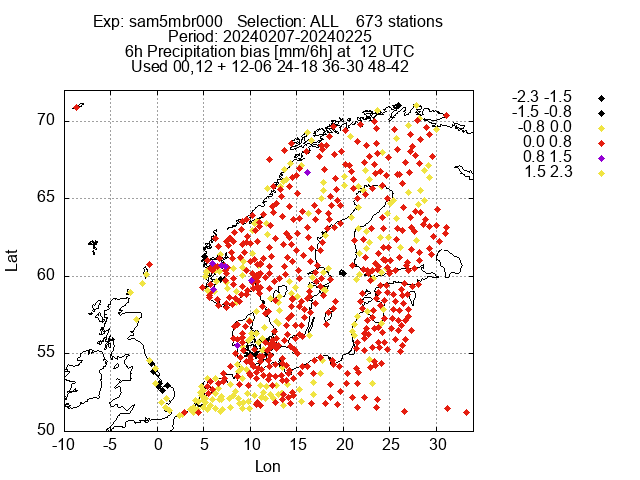 Exp: sam5mbr000 Selection: ALL 673 stations
Period: 20240207-20240225
6h Precipitation bias [mm/6h] at 12 UTC
Used 00,12 + 12-06 24-18 36-30 48-42
-2.3 -1.5
-1.5 -0.8
-0.8 0.0
0.0 0.8
0.8 1.5
1.5 2.3
70
65
60
55
50
Lat
-10 -5 0 5 10 15 20 25 30
Lon